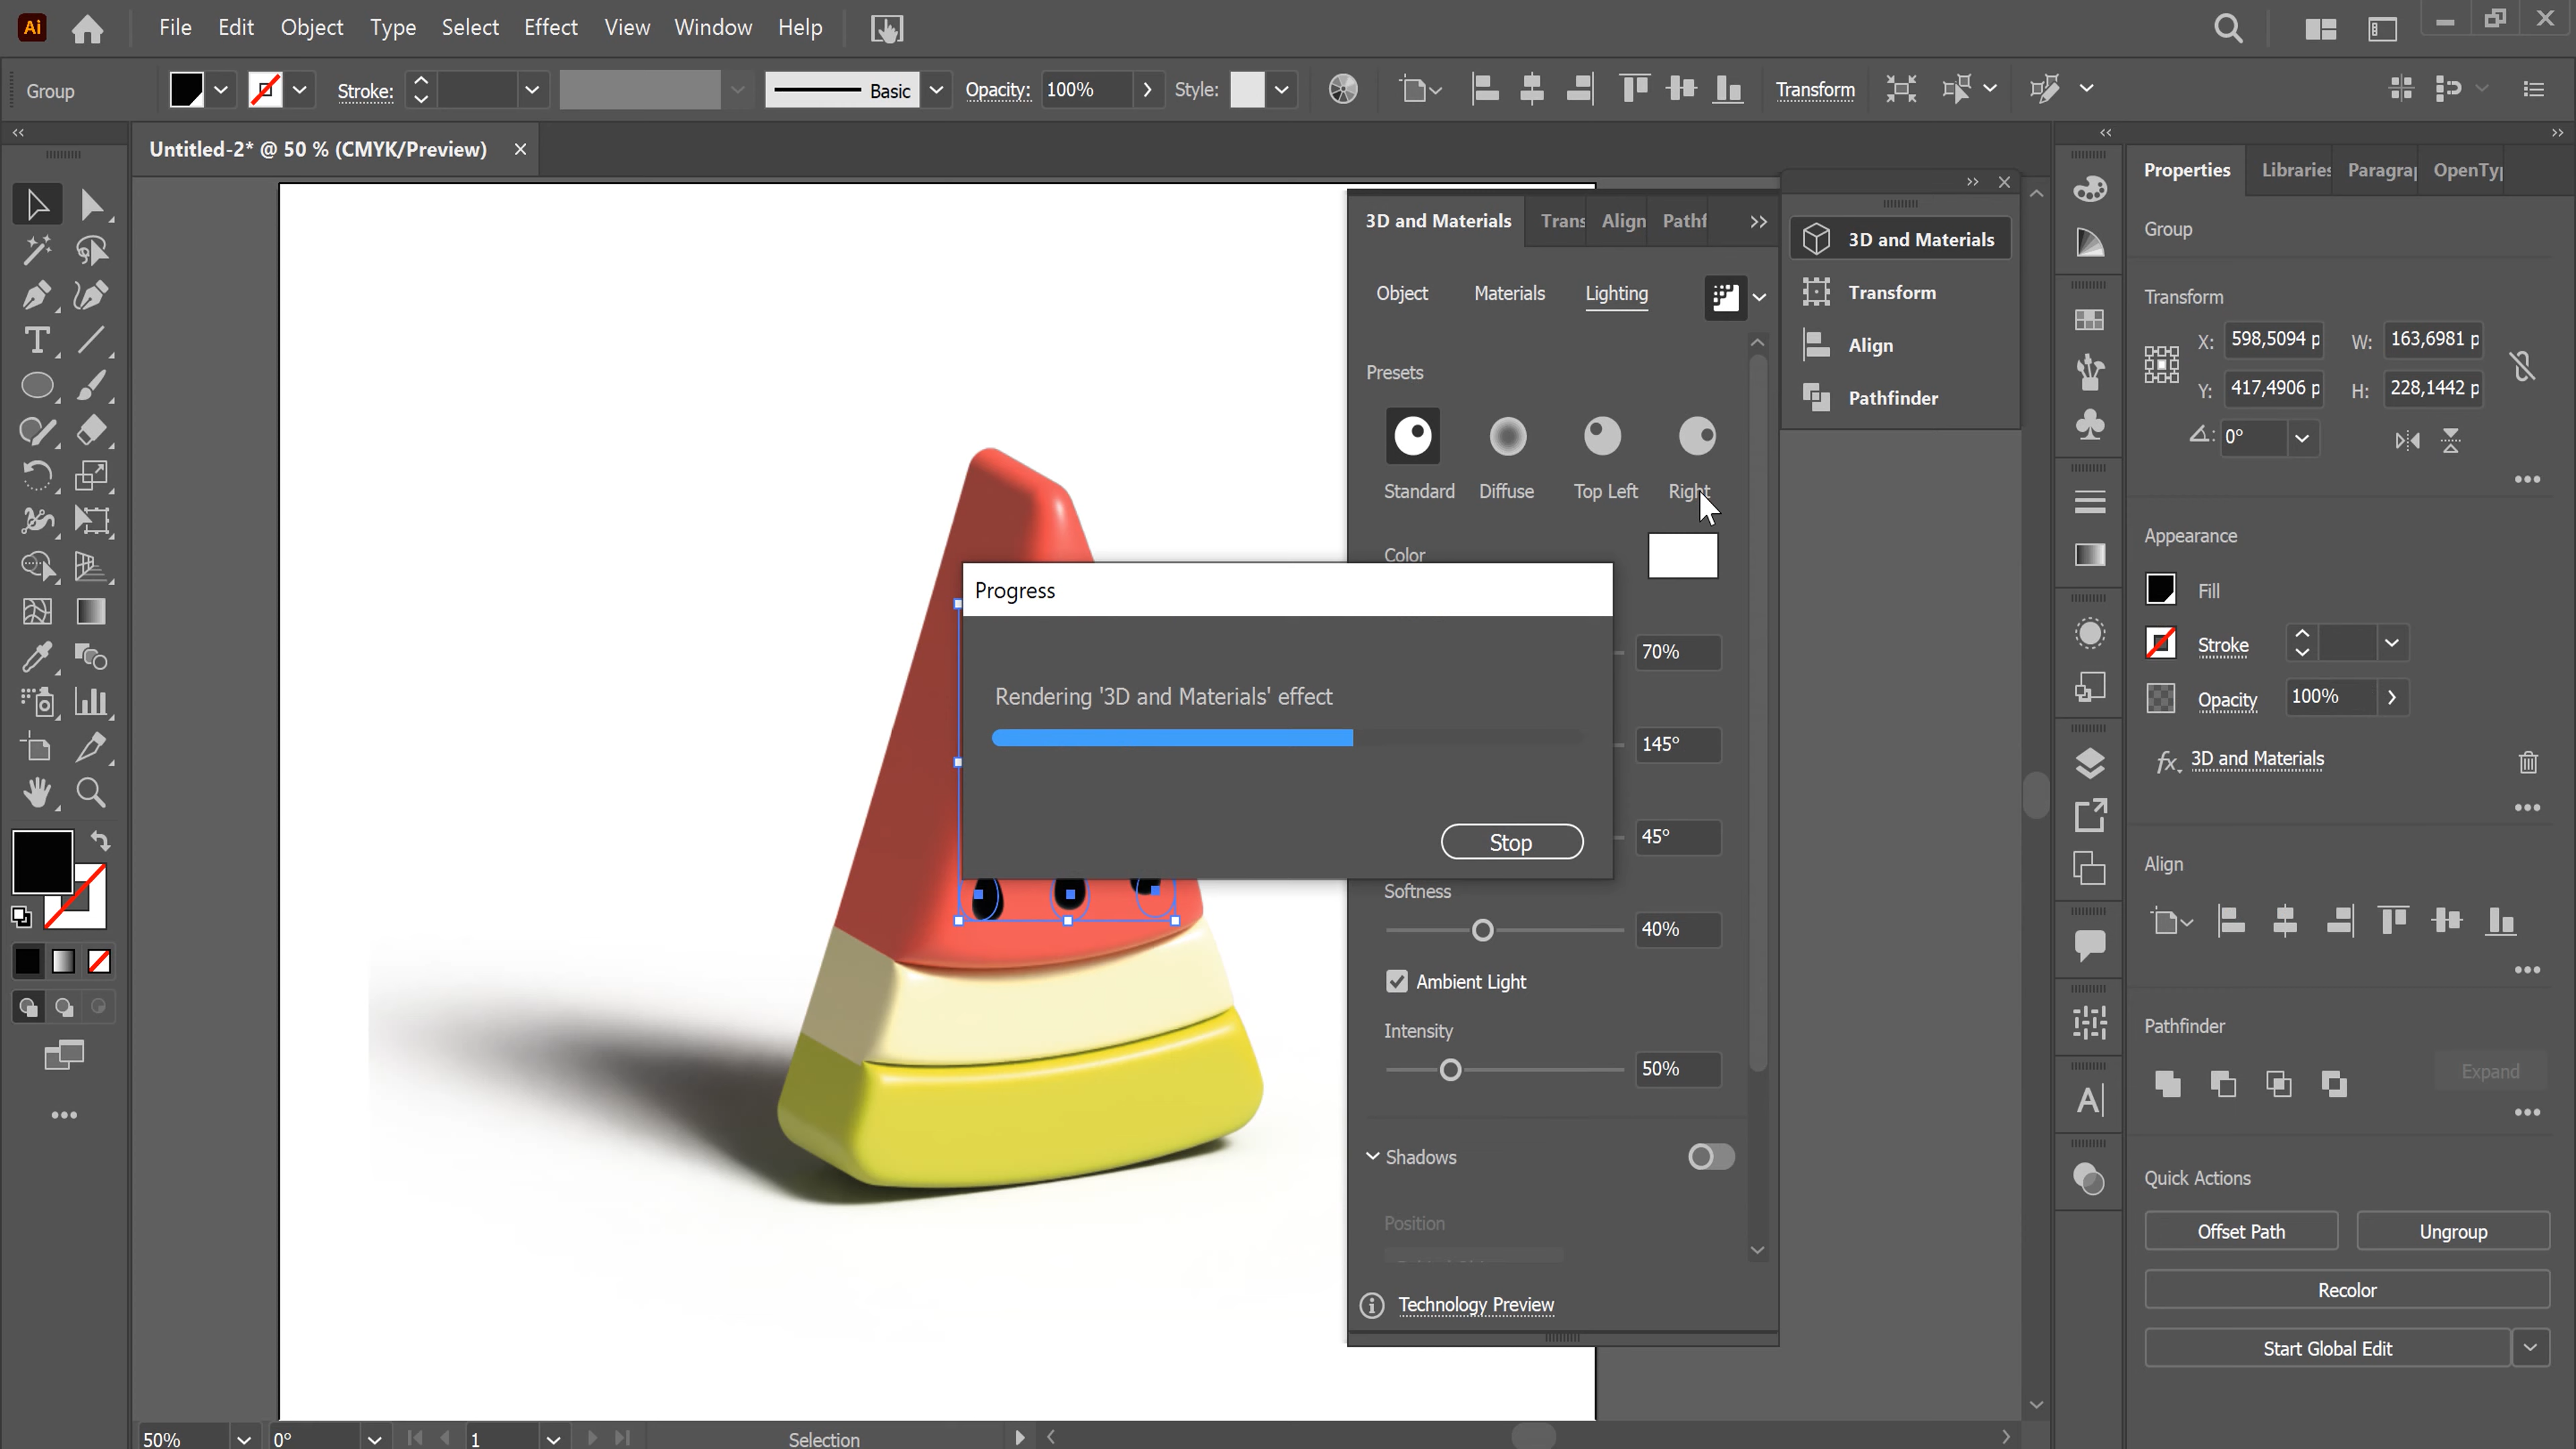 Ai File Edit Object Type Select Effect View Window Help
Group Stroke: Basic Opacity: 100% Style: Transform
Untitled-2* @ 50 % (CMYK/Preview)
3D and Materials Trans Align Pathf
Object Materials Lighting
Presets
Standard Diffuse Top Left Right
Color
70%
145°
45°
Softness
40%
Ambient Light
Intensity
50%
Shadows
Position
Technology Preview
Progress
Rendering '3D and Materials' effect
Stop
3D and Materials
Transform
Align
Pathfinder
Properties Libraries Paragra OpenTy
Group
Transform
X: 598,5094 p W: 163,6981 p
Y: 417,4906 p H: 228,1442 p
0°
Appearance
Fill
Stroke
Opacity 100%
fx 3D and Materials
Align
Pathfinder
Expand
Quick Actions
Offset Path Ungroup
Recolor
Start Global Edit
50% 0° 1 Selection